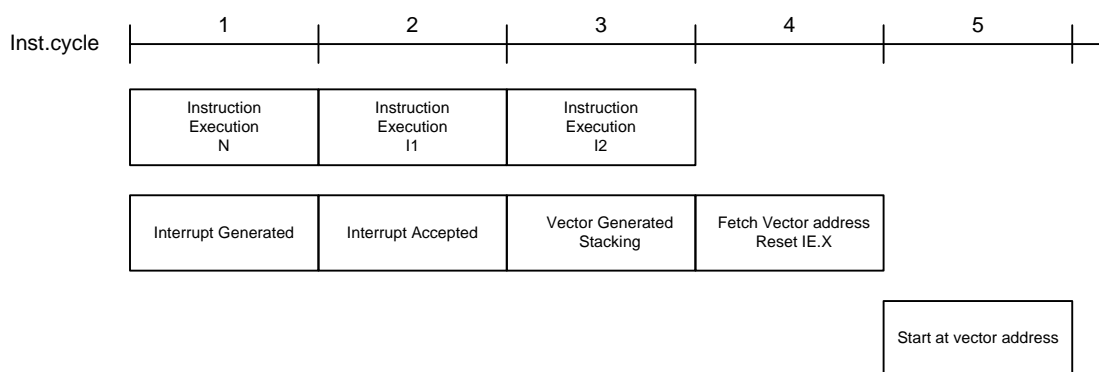 Inst.cycle
1 2 3 4 5
Instruction
Execution
N
Instruction
Execution
I1
Instruction
Execution
I2
Interrupt Generated
Interrupt Accepted
Vector Generated
Stacking
Fetch Vector address
Reset IE.X
Start at vector address